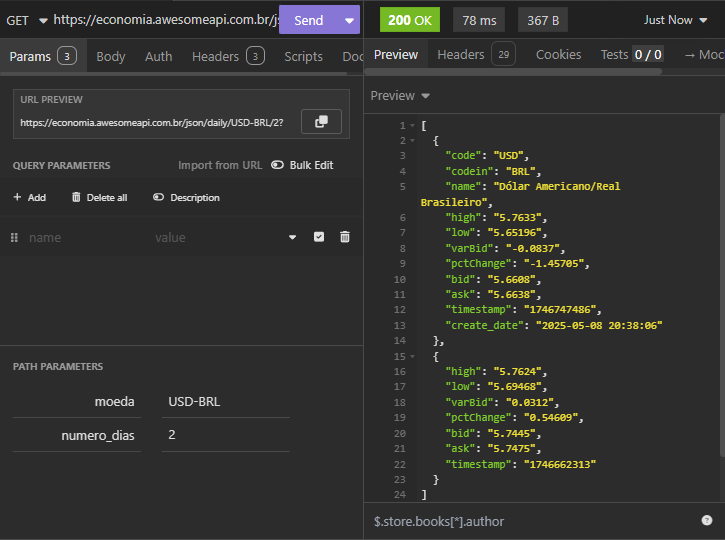 GET https://economia.awesomeapi.com.br/js Send
Params 3 Body Auth Headers 3 Scripts Doc
URL PREVIEW
https://economia.awesomeapi.com.br/json/daily/USD-BRL/2?
QUERY PARAMETERS Import from URL Bulk Edit
+ Add Delete all Description
name value
PATH PARAMETERS
moeda USD-BRL
numero_dias 2
200 OK 78 ms 367 B Just Now
Preview Headers 29 Cookies Tests 0 / 0 → Moc
Preview
1 [
2 {
3 "code": "USD",
4 "codein": "BRL",
5 "name": "Dólar Americano/Real
Brasileiro",
6 "high": "5.7633",
7 "low": "5.65196",
8 "varBid": "-0.0837",
9 "pctChange": "-1.45705",
10 "bid": "5.6608",
11 "ask": "5.6638",
12 "timestamp": "1746747486",
13 "create_date": "2025-05-08 20:38:06"
14 },
15 {
16 "high": "5.7624",
17 "low": "5.69468",
18 "varBid": "0.0312",
19 "pctChange": "0.54609",
20 "bid": "5.7445",
21 "ask": "5.7475",
22 "timestamp": "1746662313"
23 }
24 ]
$.store.books[*].author